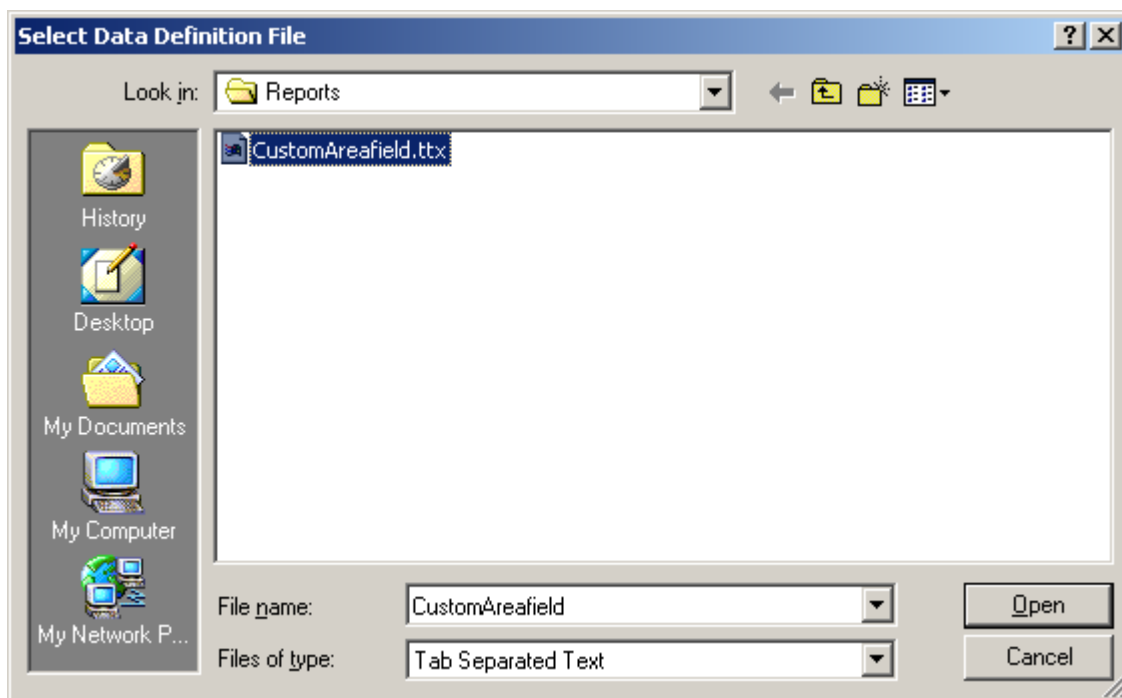 Select Data Definition File
Look in: Reports
CustomAreafield.ttx
History
Desktop
My Documents
My Computer
My Network P...
File name: CustomAreafield Open
Files of type: Tab Separated Text Cancel